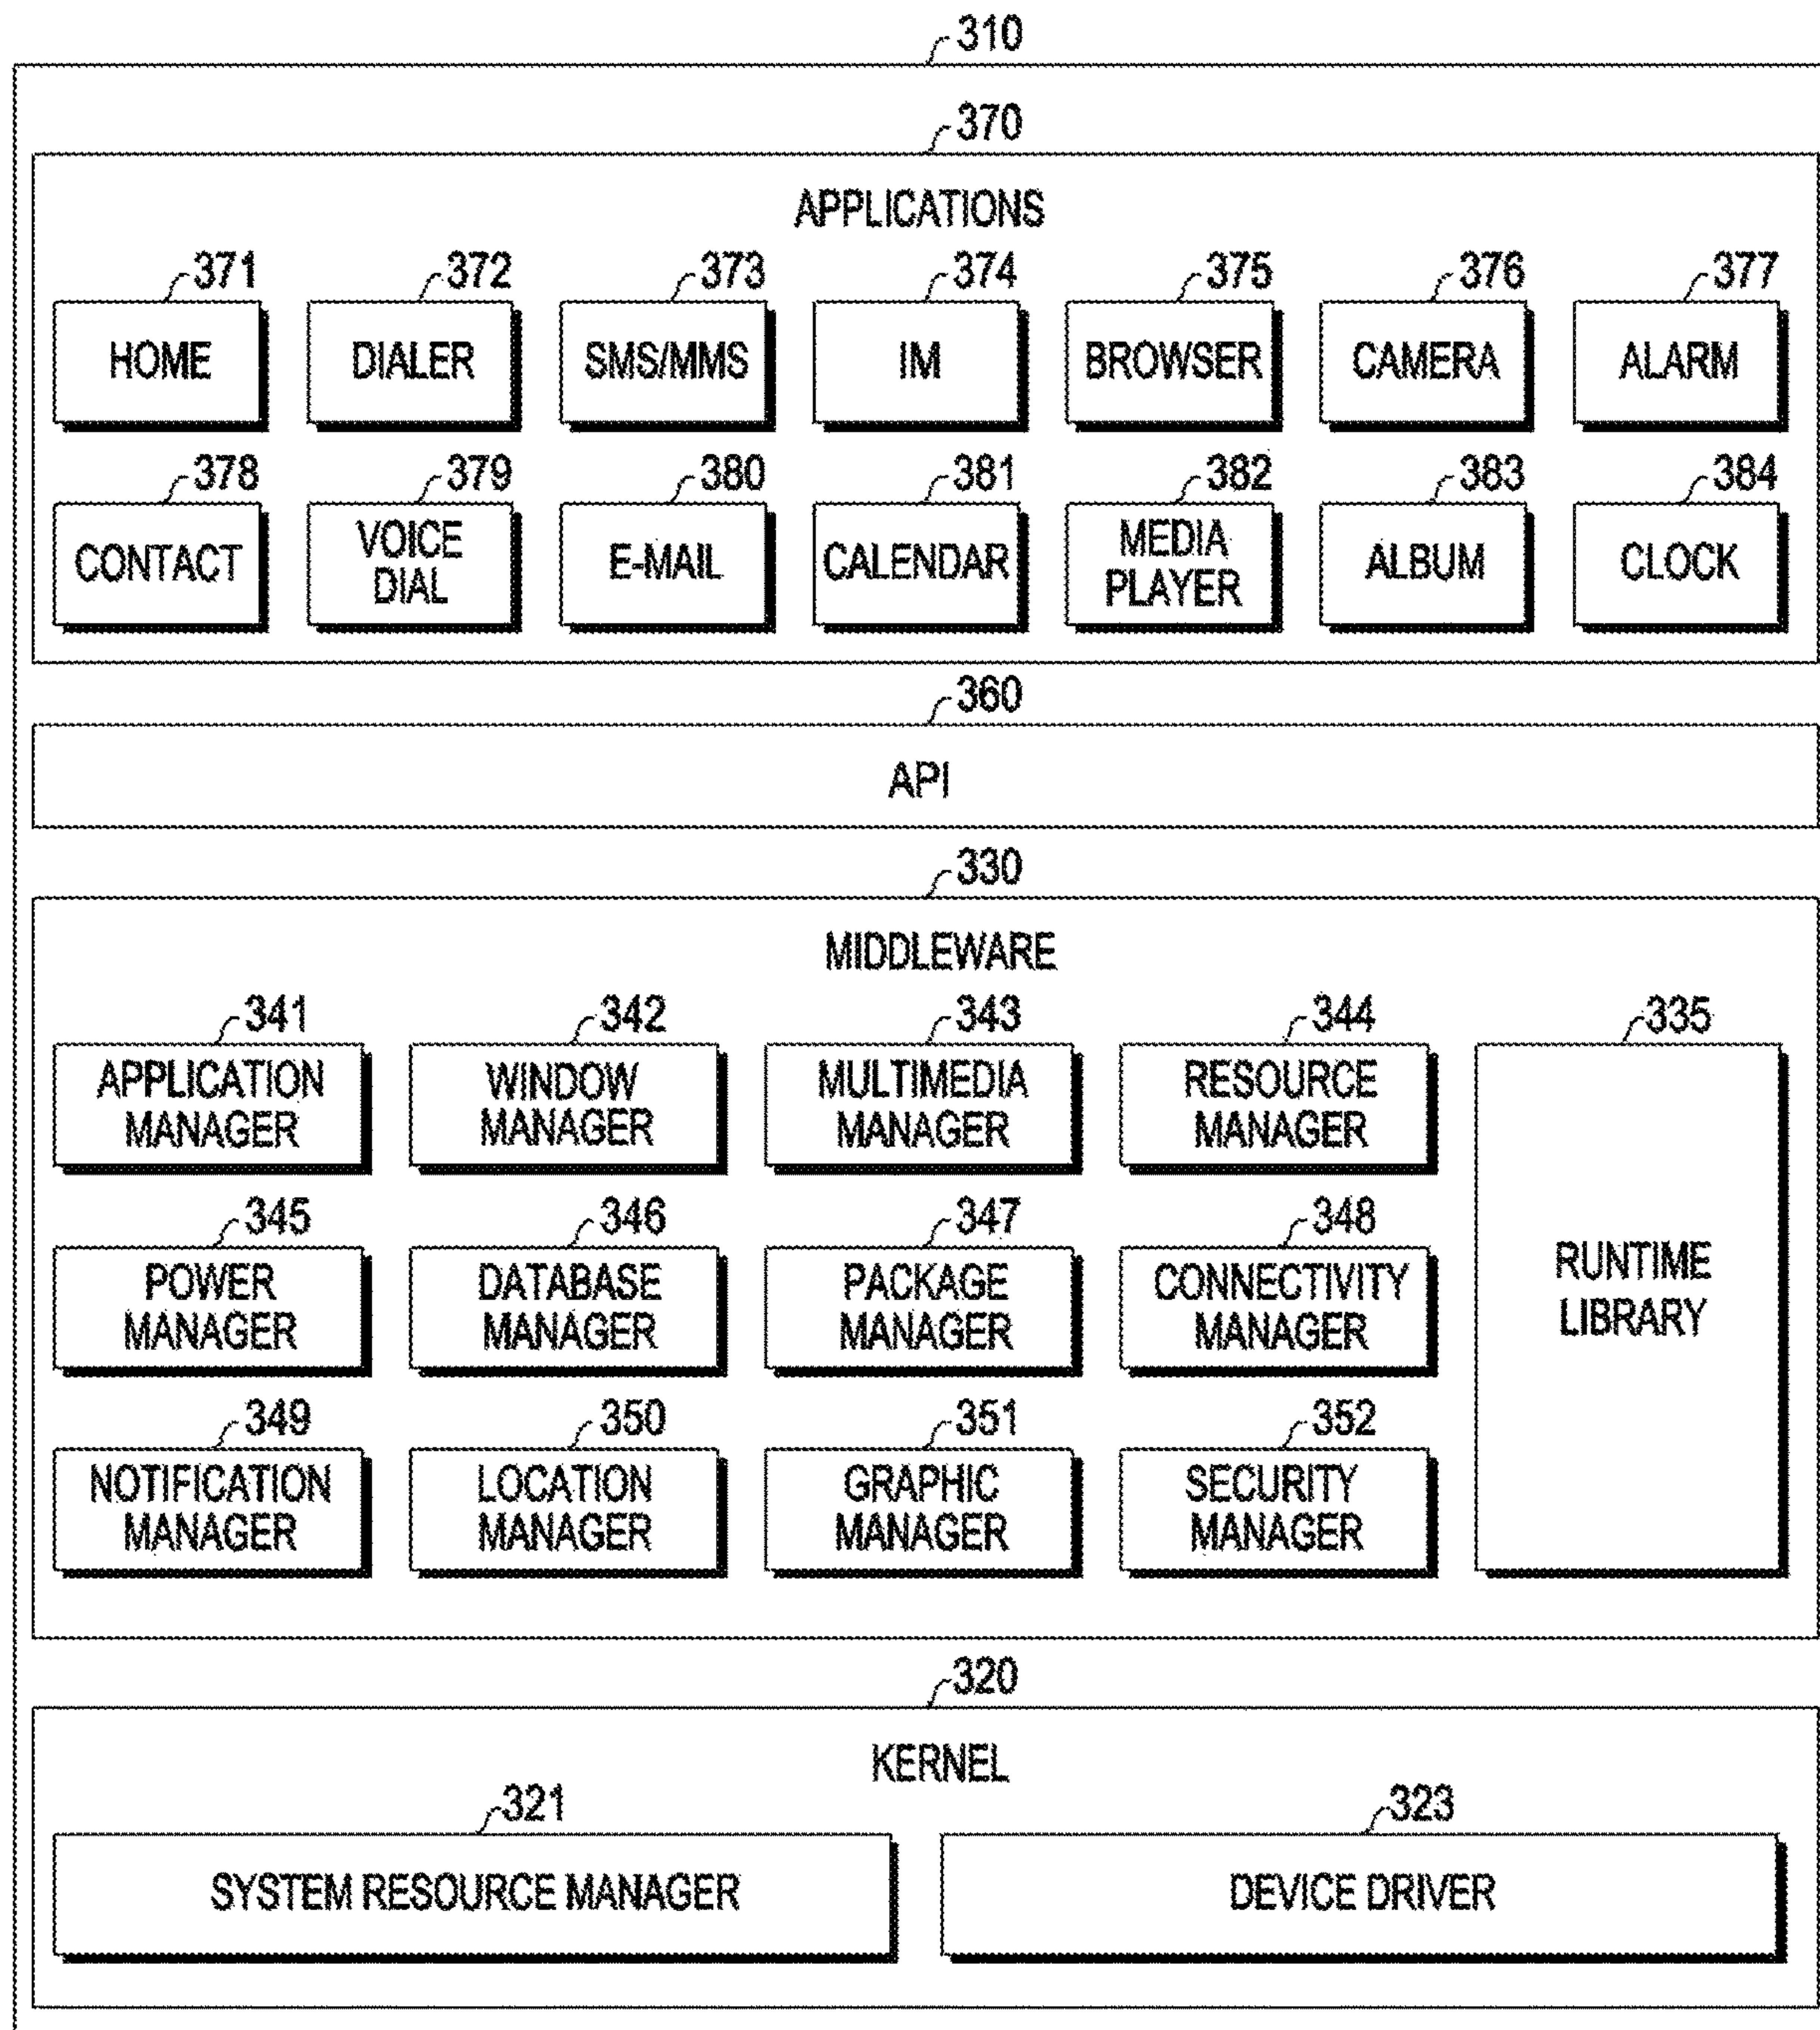 310
370
APPLICATIONS
371 372 373 374 375 376 377
HOME DIALER SMS/MMS IM BROWSER CAMERA ALARM
378 379 380 381 382 383 384
CONTACT VOICE DIAL E-MAIL CALENDAR MEDIA PLAYER ALBUM CLOCK
360
API
330
MIDDLEWARE
341 342 343 344 335
APPLICATION MANAGER WINDOW MANAGER MULTIMEDIA MANAGER RESOURCE MANAGER
345 346 347 348
POWER MANAGER DATABASE MANAGER PACKAGE MANAGER CONNECTIVITY MANAGER RUNTIME LIBRARY
349 350 351 352
NOTIFICATION MANAGER LOCATION MANAGER GRAPHIC MANAGER SECURITY MANAGER
320
KERNEL
321 323
SYSTEM RESOURCE MANAGER DEVICE DRIVER